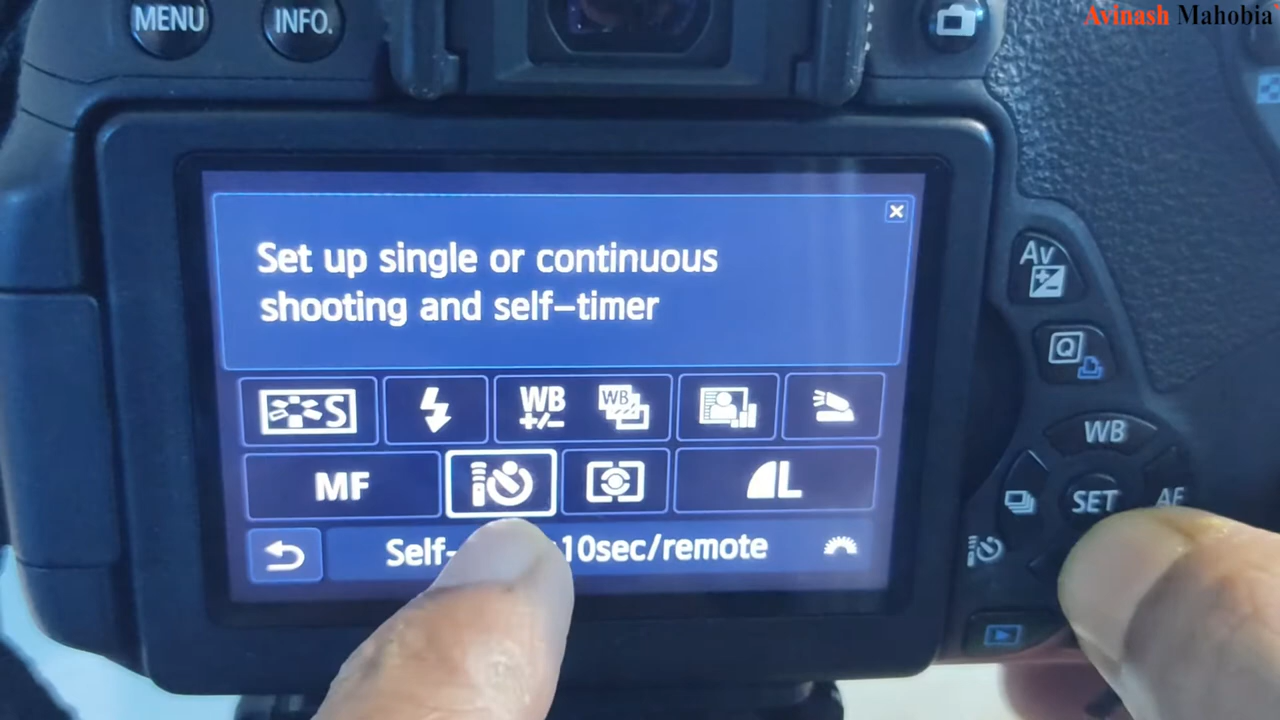 MENU
INFO.
Avinash Mahobia
Set up single or continuous
shooting and self-timer
S
WB
+/-
WB
MF
L
Self- 10sec/remote
Av
Q
WB
SET
AF